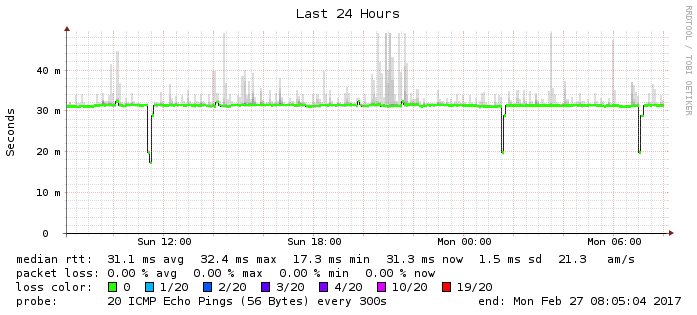 Last 24 Hours
RRDTOOL / TOBI OETIKER
Seconds
40 m
30 m
20 m
10 m
0
Sun 12:00 Sun 18:00 Mon 00:00 Mon 06:00
median rtt: 31.1 ms avg 32.4 ms max 17.3 ms min 31.3 ms now 1.5 ms sd 21.3 am/s
packet loss: 0.00 % avg 0.00 % max 0.00 % min 0.00 % now
loss color: 0 1/20 2/20 3/20 4/20 10/20 19/20
probe: 20 ICMP Echo Pings (56 Bytes) every 300s end: Mon Feb 27 08:05:04 2017